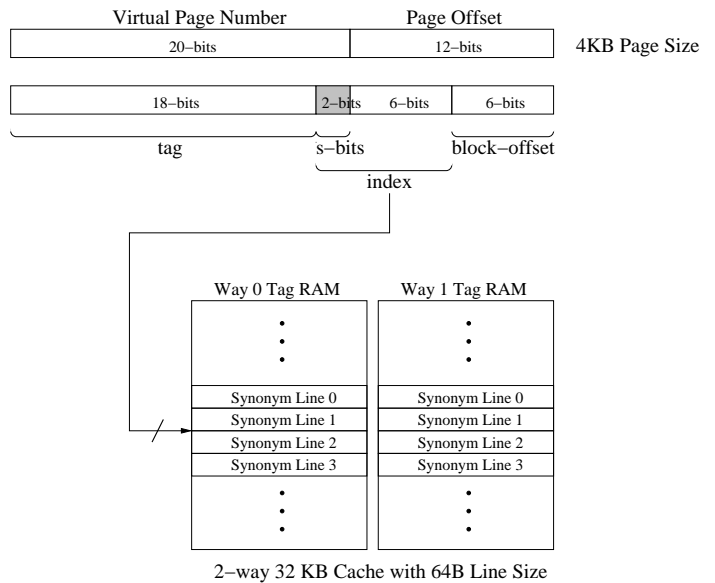 Virtual Page Number Page Offset
20−bits 12−bits 4KB Page Size
18−bits 2−bits 6−bits 6−bits
tag s−bits block−offset
index
Way 0 Tag RAM Way 1 Tag RAM
Synonym Line 0 Synonym Line 0
Synonym Line 1 Synonym Line 1
Synonym Line 2 Synonym Line 2
Synonym Line 3 Synonym Line 3
2−way 32 KB Cache with 64B Line Size